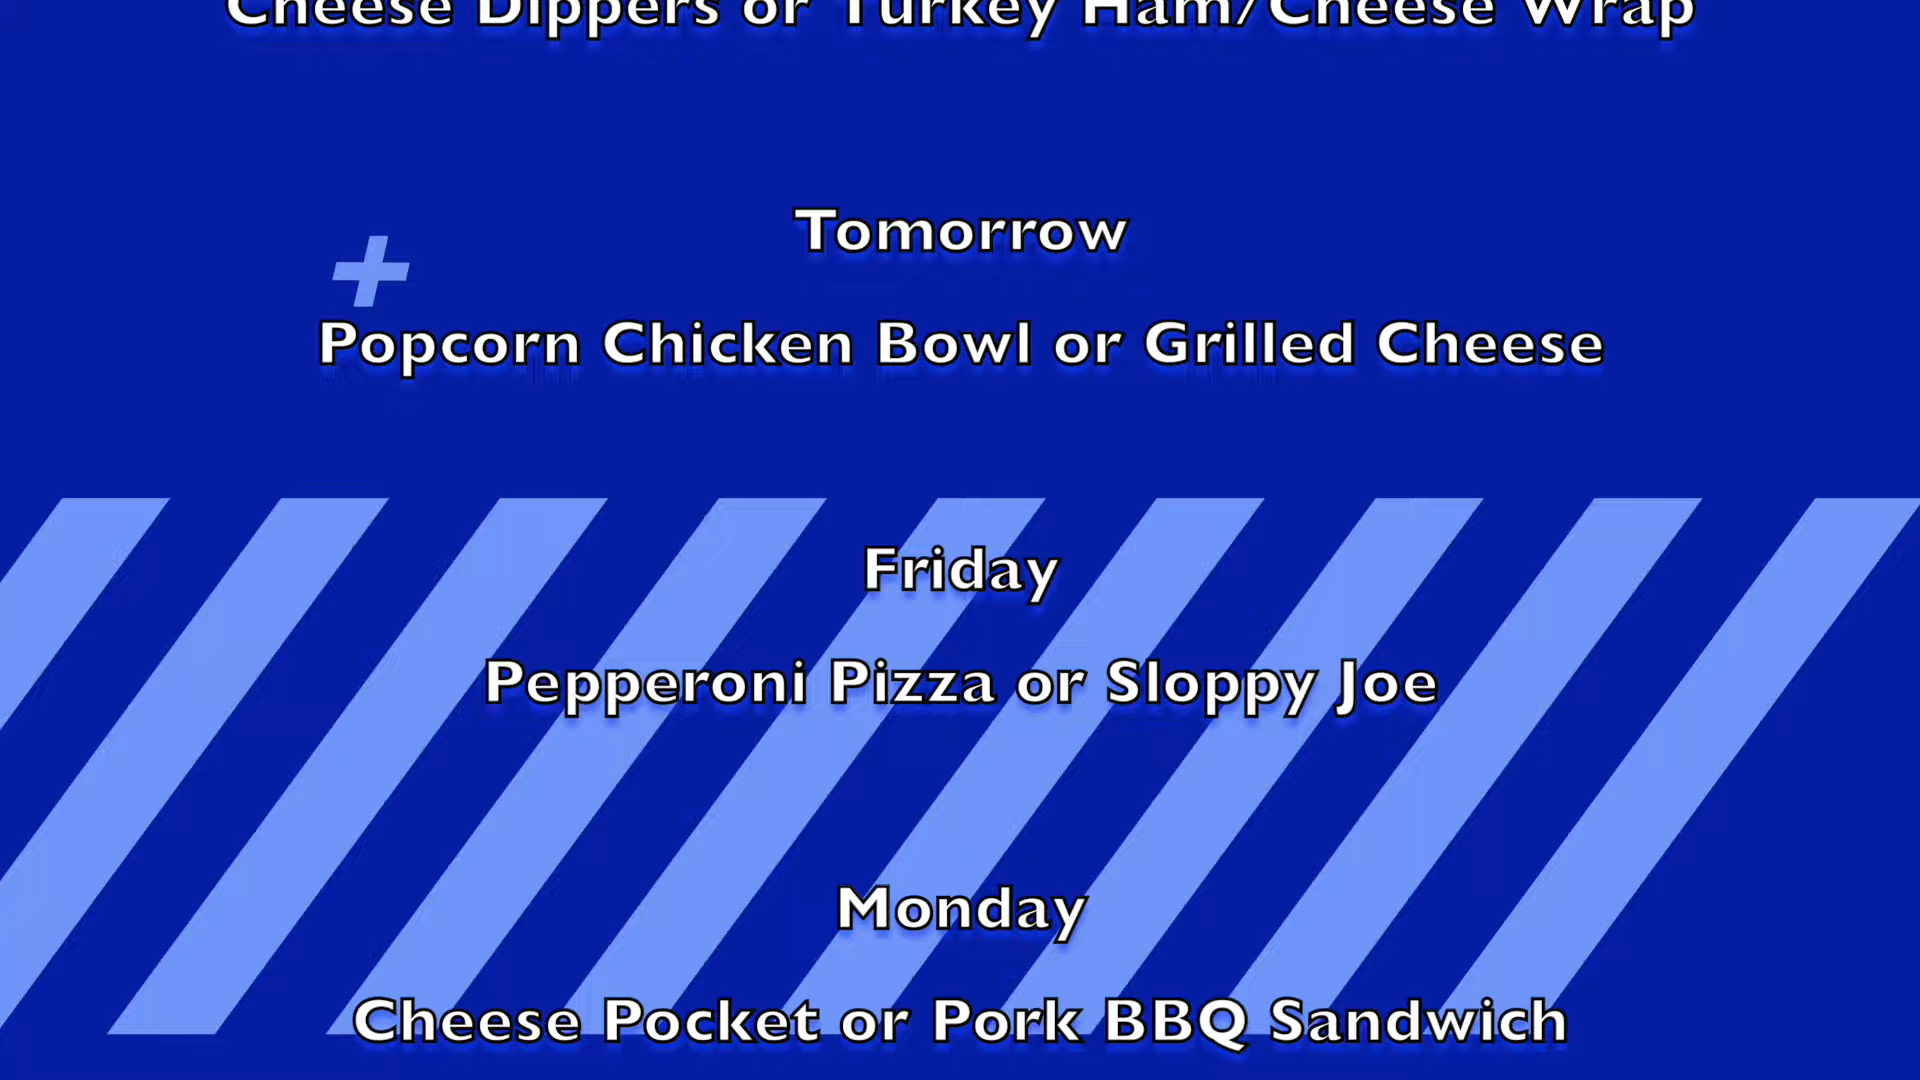 Cheese Dippers or Turkey Ham/Cheese Wrap
Tomorrow
Popcorn Chicken Bowl or Grilled Cheese
Friday
Pepperoni Pizza or Sloppy Joe
Monday
Cheese Pocket or Pork BBQ Sandwich